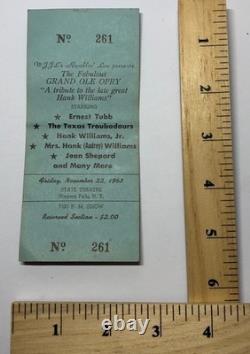 No 261
WJJL's Ramblin' Lou presents
The Fabulous
GRAND OLE OPRY
"A tribute to the late great
Hank Williams"
★ Ernest Tubb
★ The Texas Troubadours
★ Hank Williams, Jr.
★ Mrs. Hank (Audrey) Williams
★ Jean Shepard
and Many More
Friday, November 22, 1963
STATE THEATRE
Niagara Falls, N. Y.
7:00 P. M. SHOW
Reserved Section - $2.00
No 261
1
2
3
4
1
2
3
4